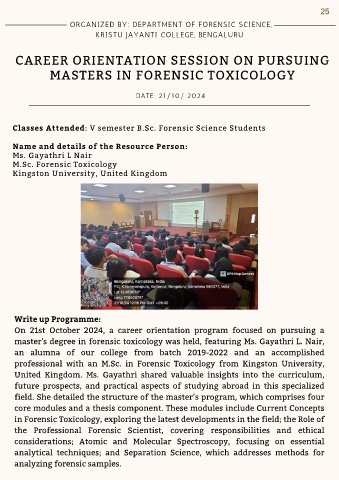 25
ORGANIZED BY: DEPARTMENT OF FORENSIC SCIENCE,
KRISTU JAYANTI COLLEGE, BENGALURU
CAREER ORIENTATION SESSION ON PURSUING
MASTERS IN FORENSIC TOXICOLOGY
DATE: 21/10/ 2024
Classes Attended: V semester B.Sc. Forensic Science Students
Name and details of the Resource Person:
Ms. Gayathri L Nair
M.Sc. Forensic Toxicology
Kingston University, United Kingdom
GPS Map Camera
Bengaluru, Karnataka, India
Write up Programme:
On 21st October 2024, a career orientation program focused on pursuing a
master's degree in forensic toxicology was held, featuring Ms. Gayathri L. Nair,
an alumna of our college from batch 2019-2022 and an accomplished
professional with an M.Sc. in Forensic Toxicology from Kingston University,
United Kingdom. Ms. Gayathri shared valuable insights into the curriculum,
future prospects, and practical aspects of studying abroad in this specialized
field. She detailed the structure of the master's program, which comprises four
core modules and a thesis component. These modules include Current Concepts
in Forensic Toxicology, exploring the latest developments in the field; the Role of
the Professional Forensic Scientist, covering responsibilities and ethical
considerations; Atomic and Molecular Spectroscopy, focusing on essential
analytical techniques; and Separation Science, which addresses methods for
analyzing forensic samples.